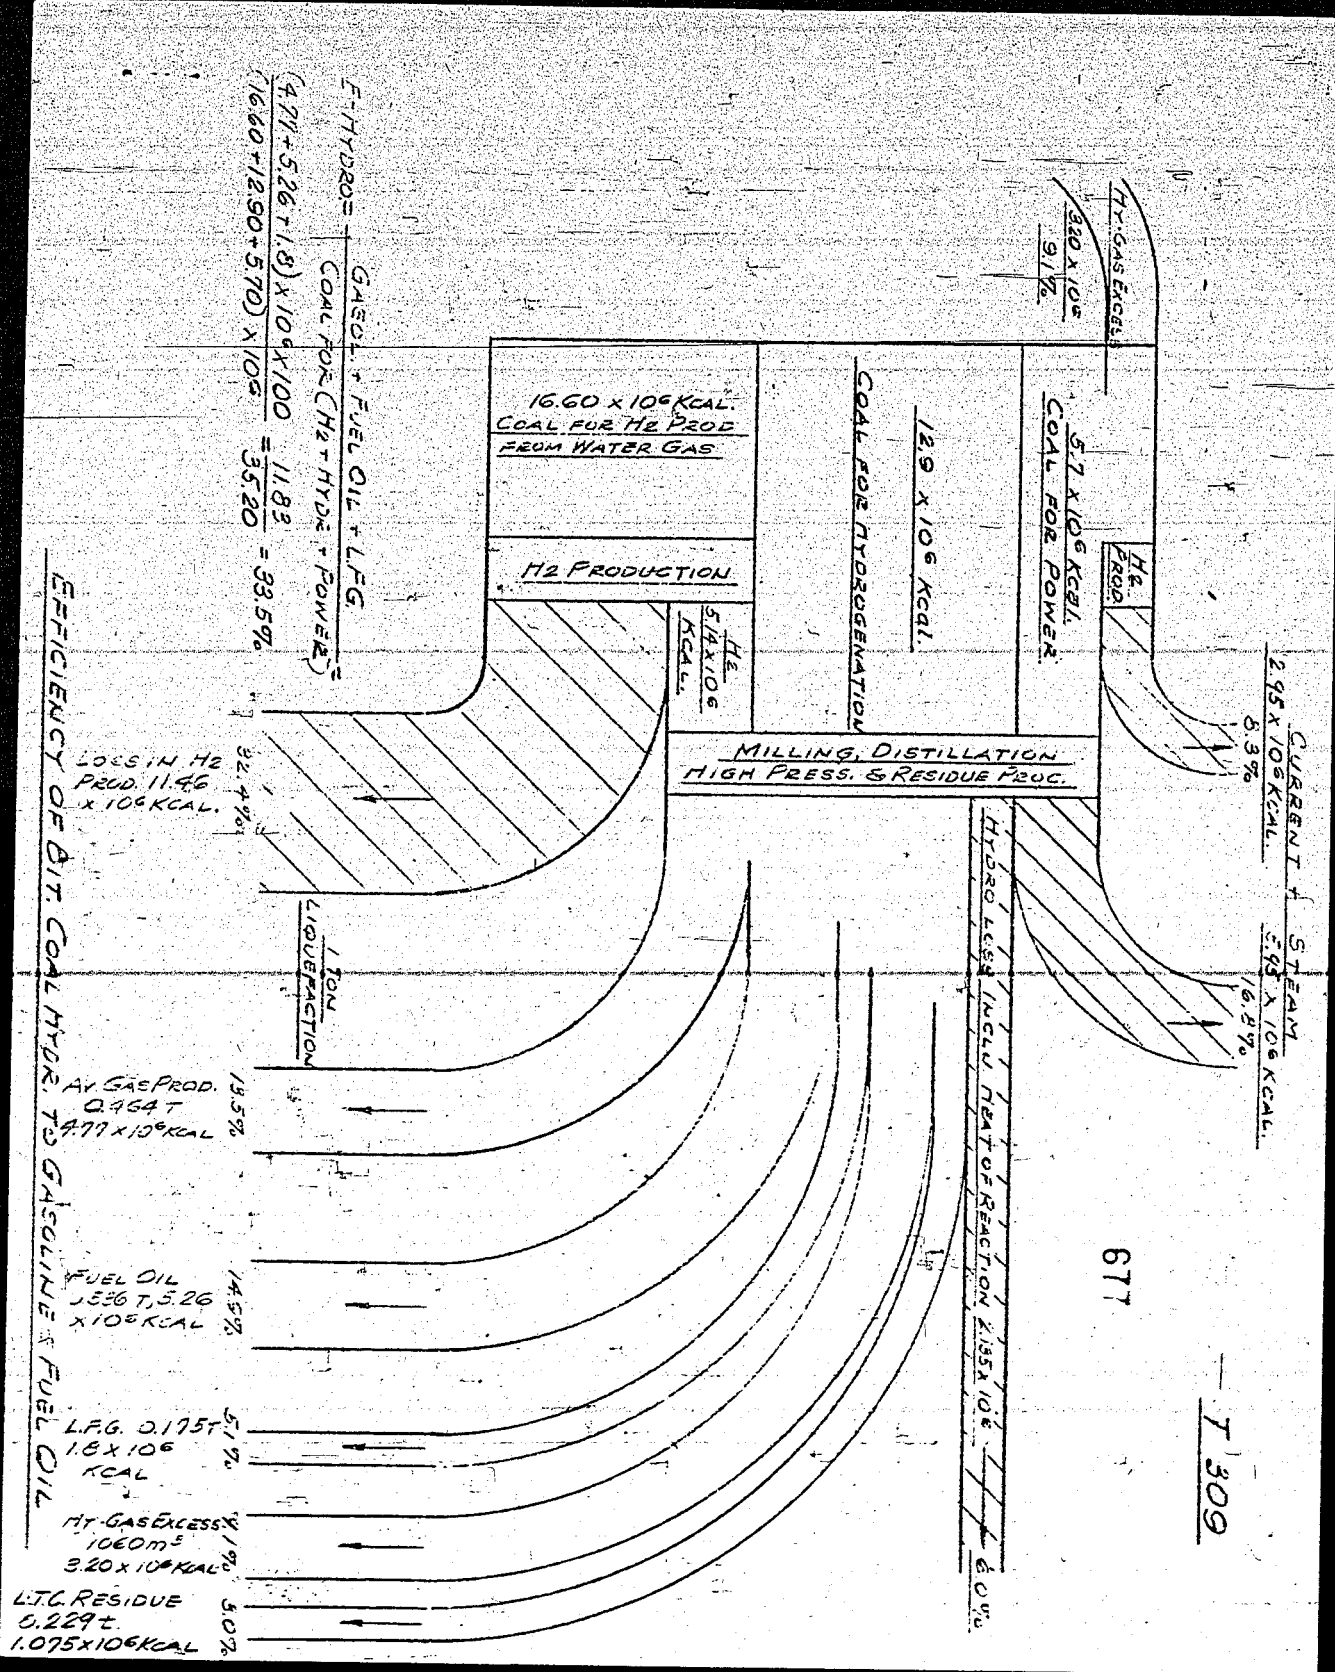 HY-GAS EXCESS
3.20 x 10⁶
9.1%
16.60 x 10⁶ KCAL.
COAL FOR H2 PROD
FROM WATER GAS
H2 PRODUCTION
H2
5.14 x 10⁶
KCAL.
12.9 x 10⁶ KCAL.
COAL FOR HYDROGENATION
5.7 x 10⁶ KCAL.
COAL FOR POWER
H2
PROD
CURRENT + STEAM
2.95 x 10⁶ KCAL.
8.3%
5.95 x 10⁶ KCAL.
16.8%
MILLING, DISTILLATION
HIGH PRESS. & RESIDUE PROC.
HYDRO LOSS INCLU HEAT OF REACTION 2.135 x 10⁶
6.0%
E-HYDRO = GASOL. + FUEL OIL + L.F.G. =
COAL FOR (H2 + HYDR. + POWER)
(4.77+5.26+1.8) x 10⁶ x 100
(16.60+12.90+5.70) x 10⁶
= 11.83
35.20
= 33.5%
LOSS IN H2
PROD. 11.46
x 10⁶ KCAL.
32.4%
1 TON
LIQUEFACTION
AV. GAS PROD.
0.464 T
4.77 x 10⁶ KCAL
13.5%
FUEL OIL
.536 T, 5.26
x 10⁶ KCAL
14.5%
L.F.G. 0.175T
1.8 x 10⁶
KCAL
5.1%
HY-GAS EXCESS
1060 m³
3.20 x 10⁶ KCAL
9.1%
L.T.C. RESIDUE
0.229 t.
1.075 x 10⁶ KCAL
3.0%
EFFICIENCY OF BIT. COAL HYDR. TO GASOLINE & FUEL OIL
677
T 309